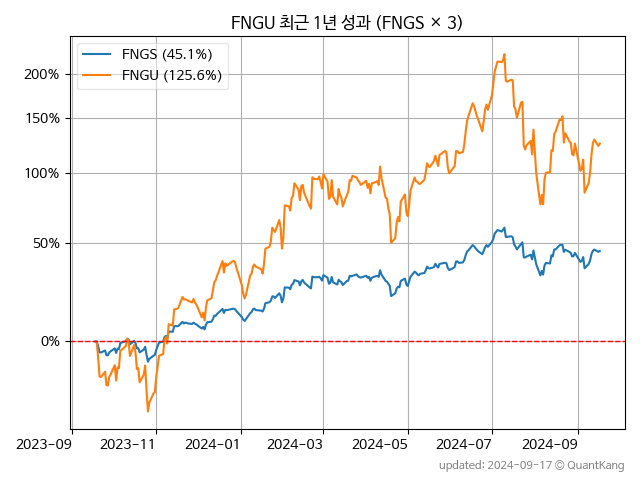 FNGU 최근 1년 성과 (FNGS × 3)
FNGS (45.1%)
FNGU (125.6%)
200%
150%
100%
50%
0%
2023-09 2023-11 2024-01 2024-03 2024-05 2024-07 2024-09
updated: 2024-09-17 © QuantKang